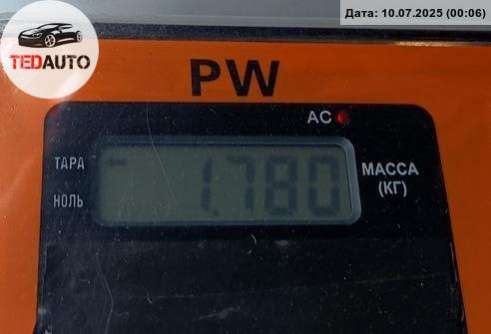 Дата: 10.07.2025 (00:06)
TEDAUTO
PW
AC
ТАРА
1.780
МАССА
(КГ)
НОЛЬ